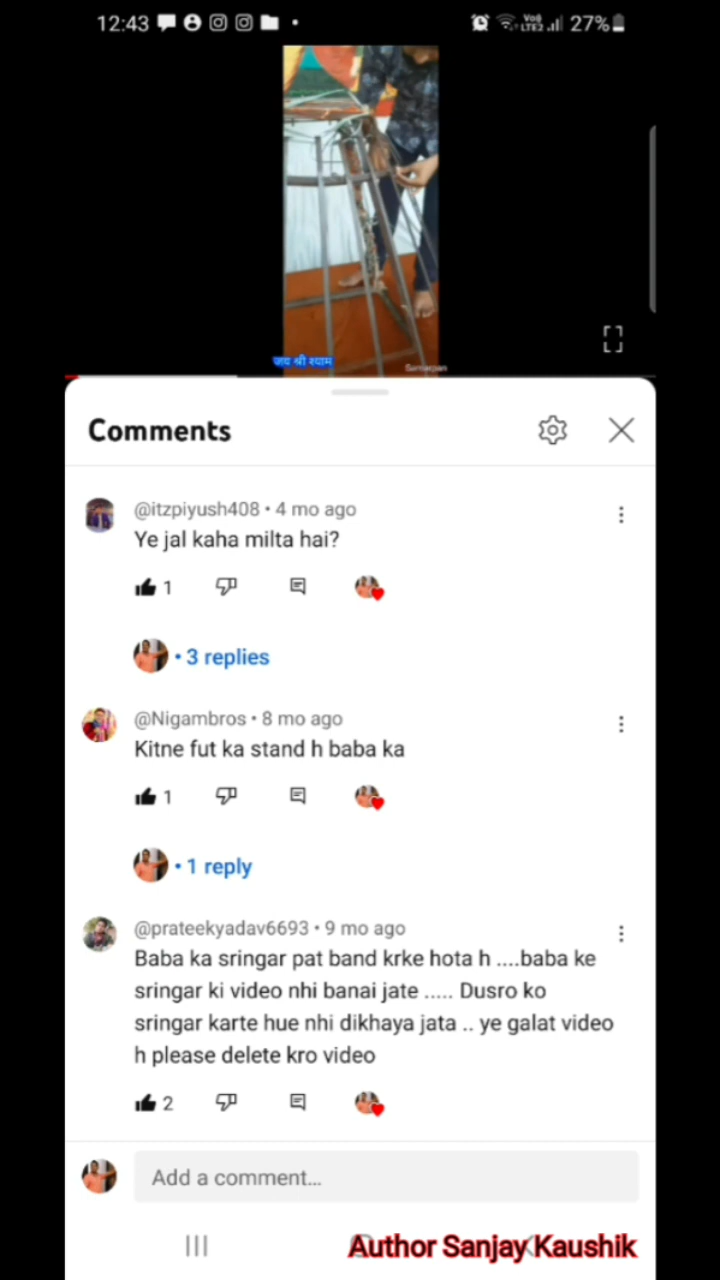 12:43
Vo)) LTE2 27%
जय श्री श्याम
Samarpan
Comments
@itzpiyush408 • 4 mo ago
Ye jal kaha milta hai?
1
• 3 replies
@Nigambros • 8 mo ago
Kitne fut ka stand h baba ka
1
• 1 reply
@prateekyadav6693 • 9 mo ago
Baba ka sringar pat band krke hota h ....baba ke
sringar ki video nhi banai jate ..... Dusro ko
sringar karte hue nhi dikhaya jata .. ye galat video
h please delete kro video
2
Add a comment...
Author Sanjay Kaushik